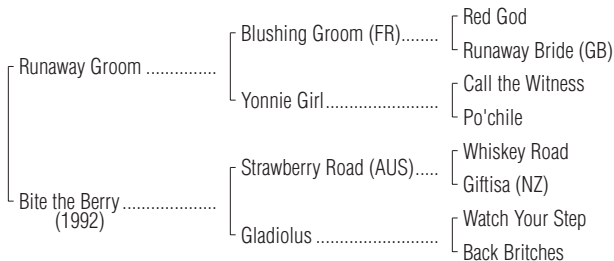 Red God
Blushing Groom (FR)........
Runaway Bride (GB)
Runaway Groom ...............
Call the Witness
Yonnie Girl........................
Po'chile
Whiskey Road
Strawberry Road (AUS).....
Giftisa (NZ)
Bite the Berry ....................
(1992)
Watch Your Step
Gladiolus ..........................
Back Britches